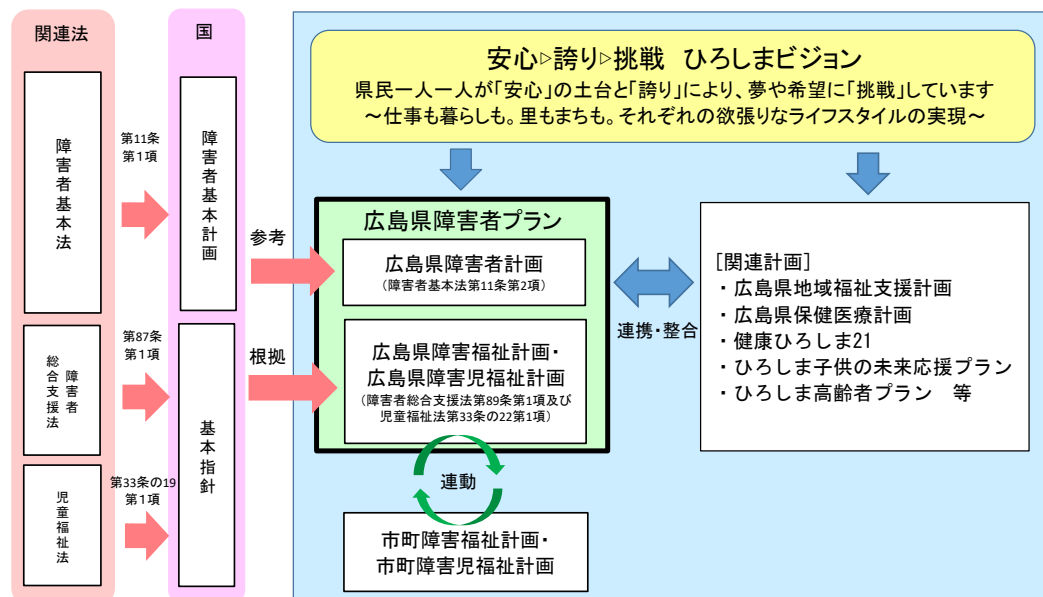 関連法
国
安心▷誇り▷挑戦 ひろしまビジョン
県民一人一人が「安心」の土台と「誇り」により、夢や希望に「挑戦」しています
～仕事も暮らしも。里もまちも。それぞれの欲張りなライフスタイルの実現～
障害者基本法
第11条
第1項
障害者基本計画
参考
広島県障害者プラン
広島県障害者計画
（障害者基本法第11条第2項）
障害者
総合支援法
第87条
第1項
基本指針
根拠
広島県障害福祉計画・
広島県障害児福祉計画
（障害者総合支援法第89条第1項及び
児童福祉法第33条の22第1項）
連携・整合
［関連計画］
・広島県地域福祉支援計画
・広島県保健医療計画
・健康ひろしま21
・ひろしま子供の未来応援プラン
・ひろしま高齢者プラン　等
児童福祉法
第33条の19
第1項
連動
市町障害福祉計画・
市町障害児福祉計画